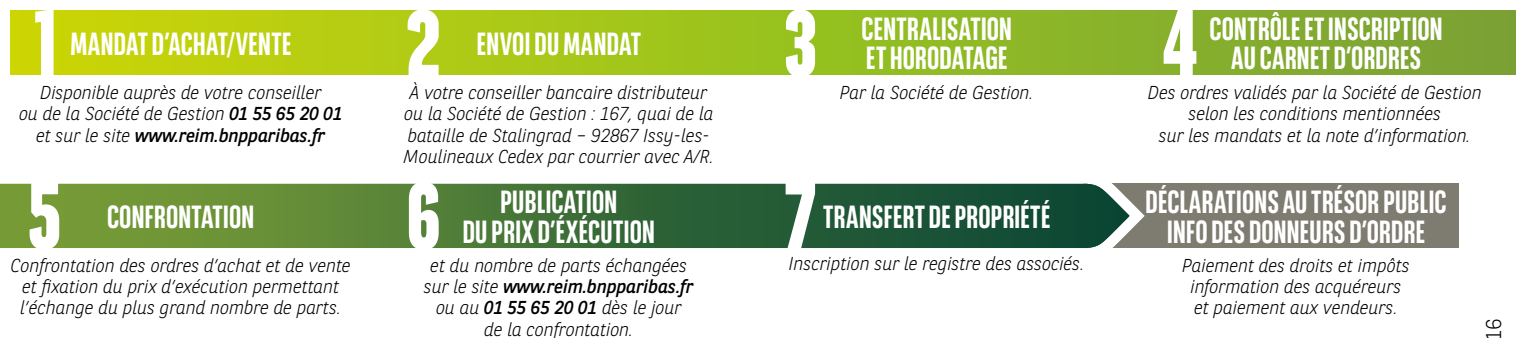 1 MANDAT D'ACHAT/VENTE
Disponible auprès de votre conseiller
ou de la Société de Gestion 01 55 65 20 01
et sur le site www.reim.bnpparibas.fr
2 ENVOI DU MANDAT
À votre conseiller bancaire distributeur
ou la Société de Gestion : 167, quai de la
bataille de Stalingrad – 92867 Issy-les-
Moulineaux Cedex par courrier avec A/R.
3 CENTRALISATION
ET HORODATAGE
Par la Société de Gestion.
4 CONTRÔLE ET INSCRIPTION
AU CARNET D'ORDRES
Des ordres validés par la Société de Gestion
selon les conditions mentionnées
sur les mandats et la note d'information.
5 CONFRONTATION
Confrontation des ordres d'achat et de vente
et fixation du prix d'exécution permettant
l'échange du plus grand nombre de parts.
6 PUBLICATION
DU PRIX D'ÉXÉCUTION
et du nombre de parts échangées
sur le site www.reim.bnpparibas.fr
ou au 01 55 65 20 01 dès le jour
de la confrontation.
7 TRANSFERT DE PROPRIÉTÉ
Inscription sur le registre des associés.
DÉCLARATIONS AU TRÉSOR PUBLIC
INFO DES DONNEURS D'ORDRE
Paiement des droits et impôts
information des acquéreurs
et paiement aux vendeurs.
16